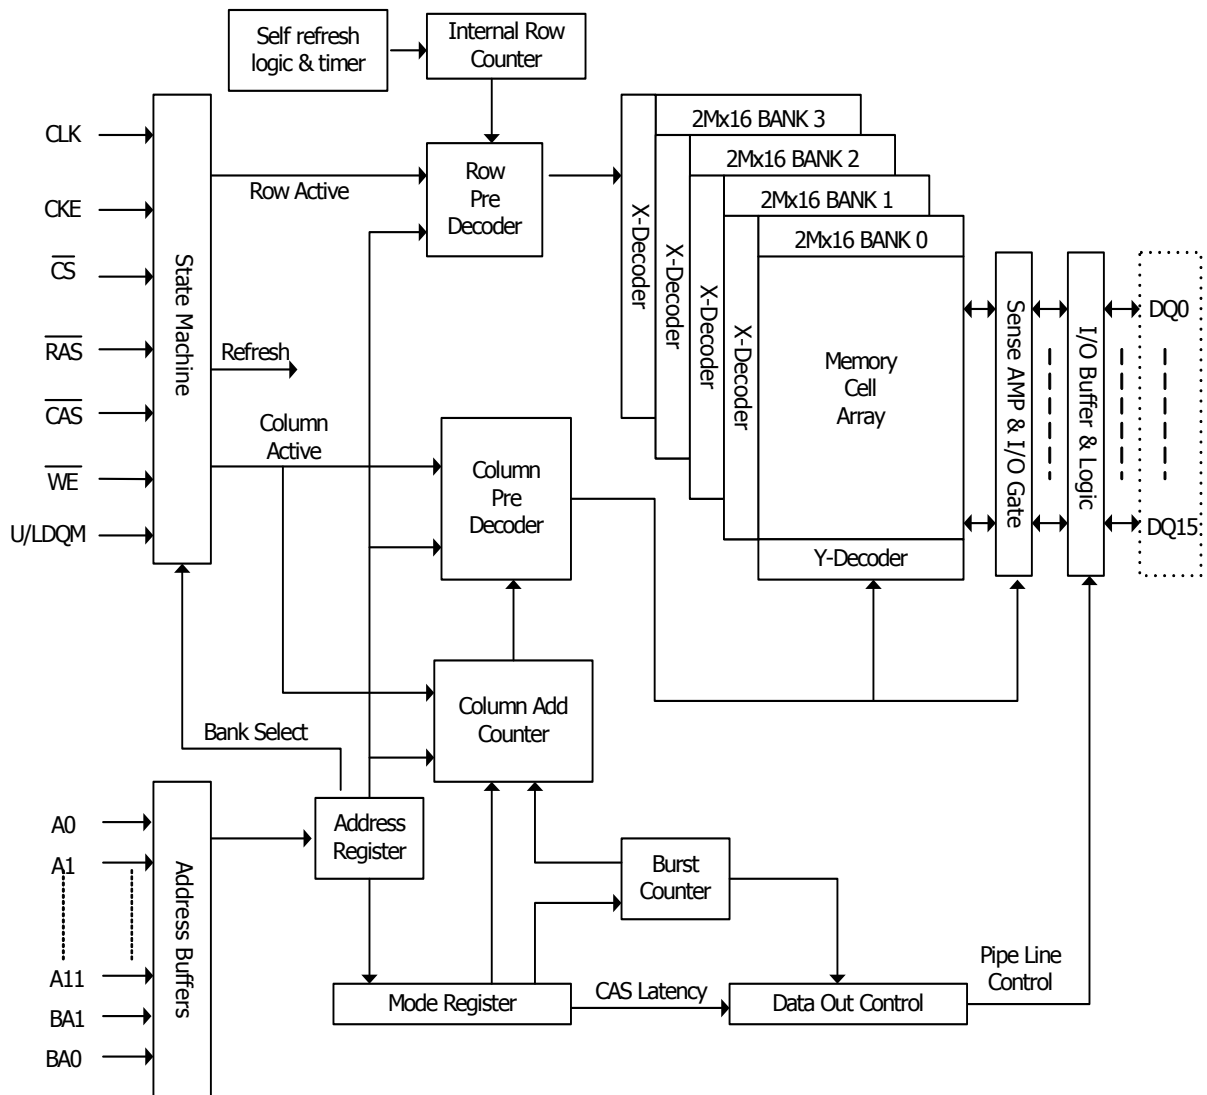 Self refresh
logic & timer
Internal Row
Counter
CLK
CKE
CS
RAS
CAS
WE
U/LDQM
State Machine
Row Active
Refresh
Column
Active
Bank Select
Row
Pre
Decoder
Column
Pre
Decoder
Column Add
Counter
X-Decoder
X-Decoder
X-Decoder
X-Decoder
2Mx16 BANK 3
2Mx16 BANK 2
2Mx16 BANK 1
2Mx16 BANK 0
Memory
Cell
Array
Y-Decoder
Sense AMP & I/O Gate
I/O Buffer & Logic
DQ0
DQ15
A0
A1
A11
BA1
BA0
Address Buffers
Address
Register
Burst
Counter
Mode Register
CAS Latency
Data Out Control
Pipe Line
Control